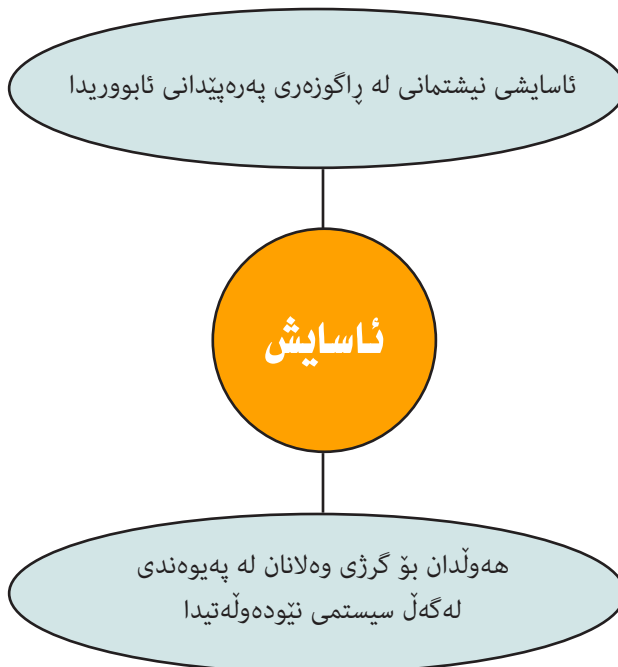 ئاسایشی نیشتمانی لە ڕاگوزەری پەرەپێدانی ئابووریدا
ئاسایش
هەوڵدان بۆ گرژی وەلانان لە پەیوەندی
لەگەڵ سیستمی نێودەوڵەتیدا